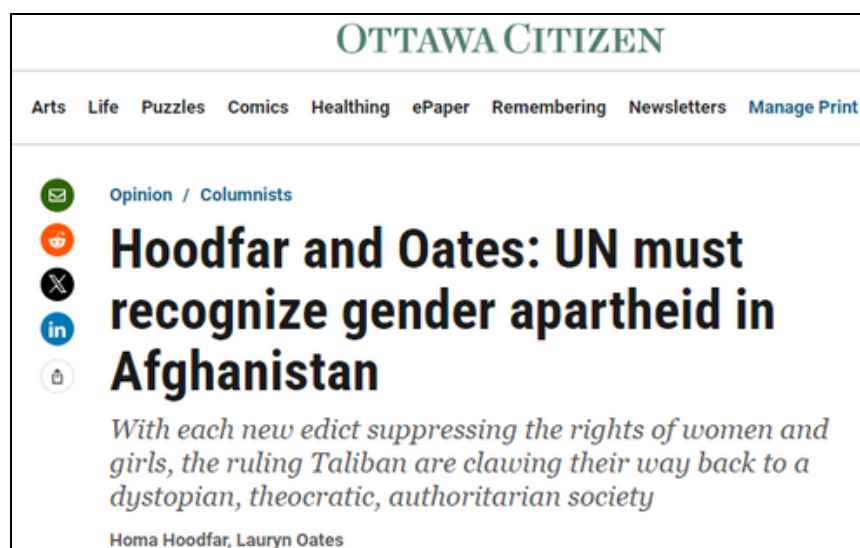 OTTAWA CITIZEN
Arts Life Puzzles Comics Healthing ePaper Remembering Newsletters Manage Print
Opinion / Columnists
Hoodfar and Oates: UN must
recognize gender apartheid in
Afghanistan
With each new edict suppressing the rights of women and
girls, the ruling Taliban are clawing their way back to a
dystopian, theocratic, authoritarian society
Homa Hoodfar, Lauryn Oates